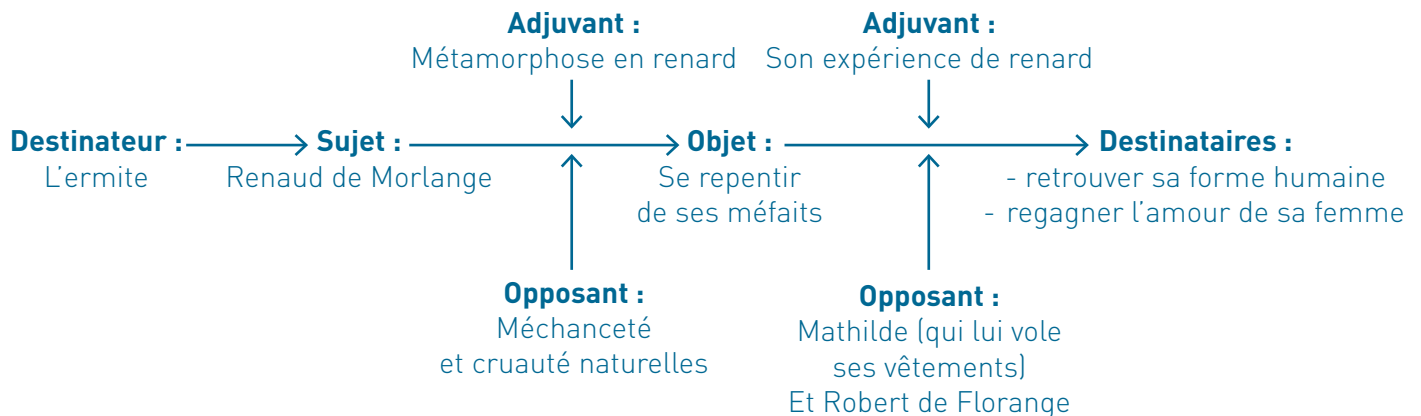 Adjuvant :
Métamorphose en renard
Adjuvant :
Son expérience de renard
Destinateur :
L'ermite
Sujet :
Renaud de Morlange
Objet :
Se repentir
de ses méfaits
Destinataires :
- retrouver sa forme humaine
- regagner l'amour de sa femme
Opposant :
Méchanceté
et cruauté naturelles
Opposant :
Mathilde (qui lui vole
ses vêtements)
Et Robert de Florange